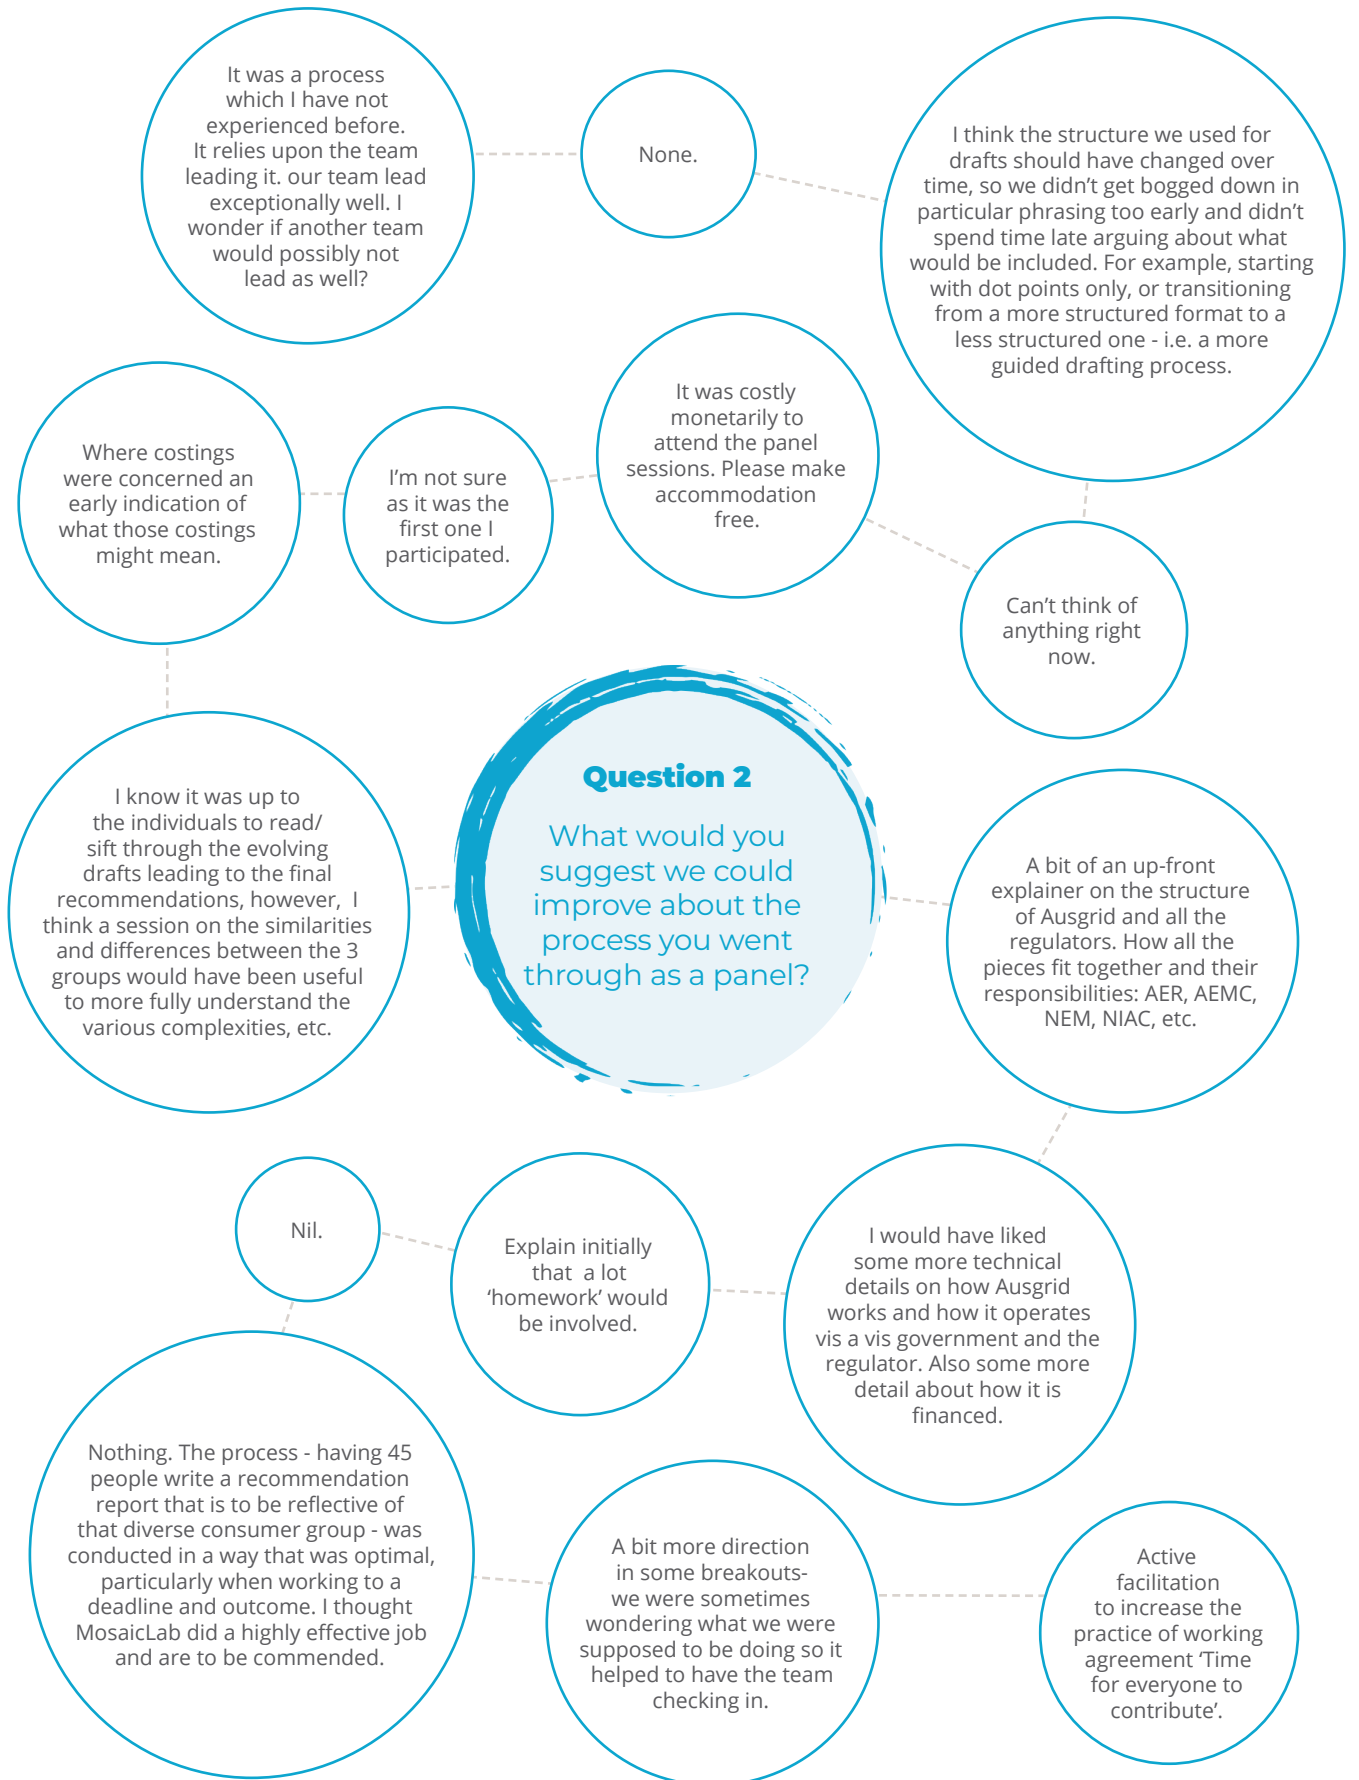 It was a process
which I have not
experienced before.
It relies upon the team
leading it. our team lead
exceptionally well. I
wonder if another team
would possibly not
lead as well?
None.
I think the structure we used for
drafts should have changed over
time, so we didn’t get bogged down in
particular phrasing too early and didn’t
spend time late arguing about what
would be included. For example, starting
with dot points only, or transitioning
from a more structured format to a
less structured one - i.e. a more
guided drafting process.
Where costings
were concerned an
early indication of
what those costings
might mean.
I’m not sure
as it was the
first one I
participated.
It was costly
monetarily to
attend the panel
sessions. Please make
accommodation
free.
Can’t think of
anything right
now.
I know it was up to
the individuals to read/
sift through the evolving
drafts leading to the final
recommendations, however,  I
think a session on the similarities
and differences between the 3
groups would have been useful
to more fully understand the
various complexities, etc.
Question 2
What would you
suggest we could
improve about the
process you went
through as a panel?
A bit of an up-front
explainer on the structure
of Ausgrid and all the
regulators. How all the
pieces fit together and their
responsibilities: AER, AEMC,
NEM, NIAC, etc.
Nil.
Explain initially
that  a lot
‘homework’ would
be involved.
I would have liked
some more technical
details on how Ausgrid
works and how it operates
vis a vis government and the
regulator. Also some more
detail about how it is
financed.
Nothing. The process - having 45
people write a recommendation
report that is to be reflective of
that diverse consumer group - was
conducted in a way that was optimal,
particularly when working to a
deadline and outcome. I thought
MosaicLab did a highly effective job
and are to be commended.
A bit more direction
in some breakouts-
we were sometimes
wondering what we were
supposed to be doing so it
helped to have the team
checking in.
Active
facilitation
to increase the
practice of working
agreement ‘Time
for everyone to
contribute’.